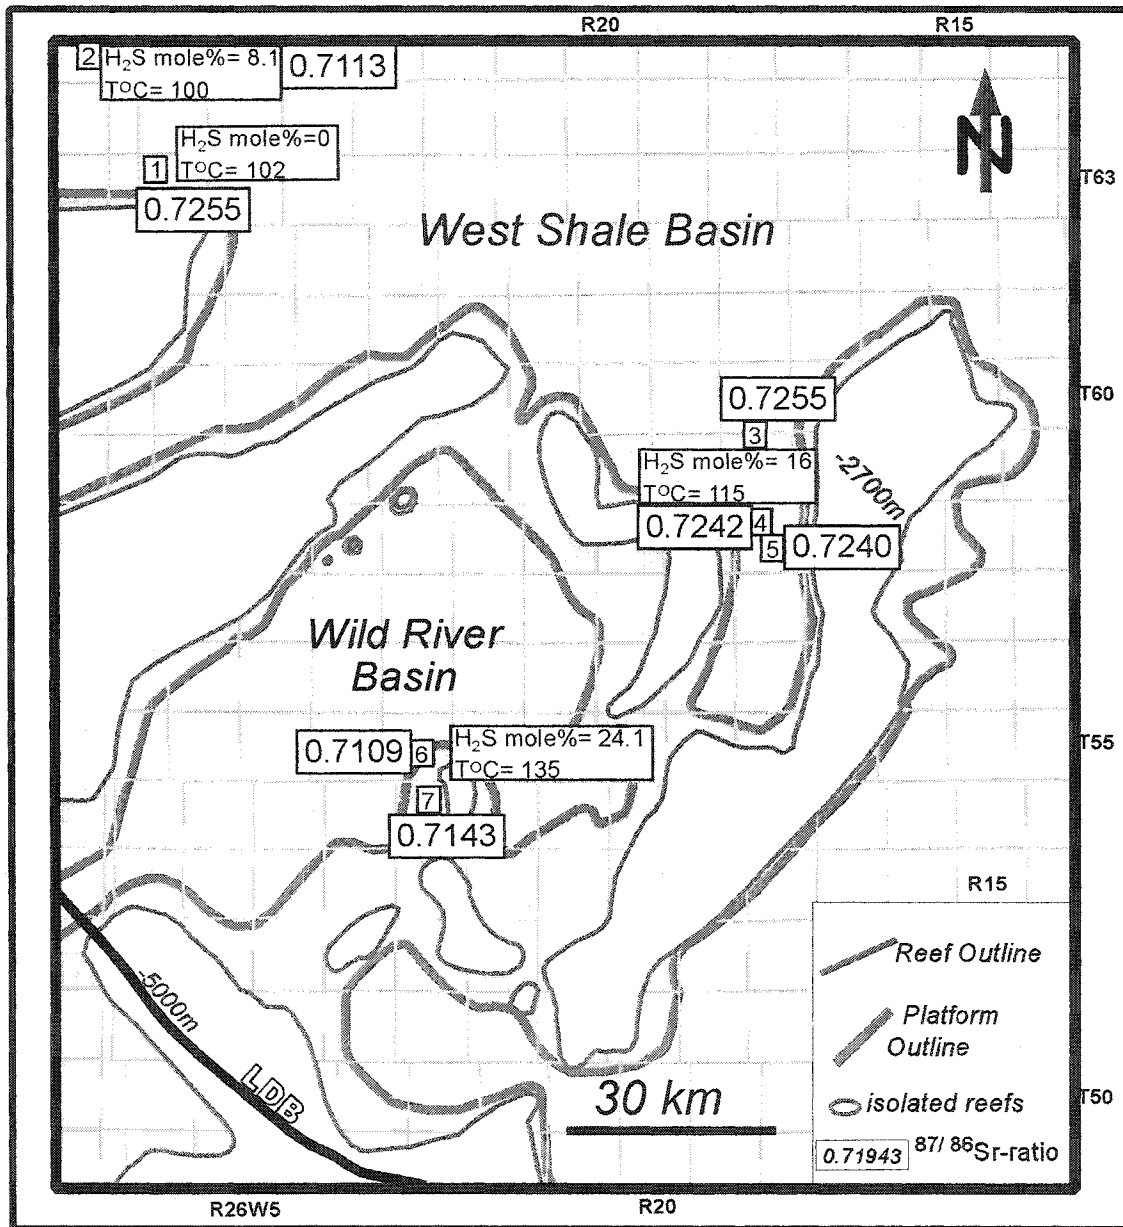 R20 R15
2 H₂S mole%= 8.1 0.7113
T°C= 100
N
1 H₂S mole%=0
T°C= 102
T63
0.7255
West Shale Basin
T60
0.7255
3
H₂S mole%= 16
T°C= 115
-2700m
0.7242 4
5 0.7240
Wild River
Basin
0.7109 6 H₂S mole%= 24.1
T°C= 135
T55
7
0.7143
R15
Reef Outline
-5000m
Platform
Outline
LDB
30 km
isolated reefs
T50
0.71943 87/ 86Sr-ratio
R26W5 R20